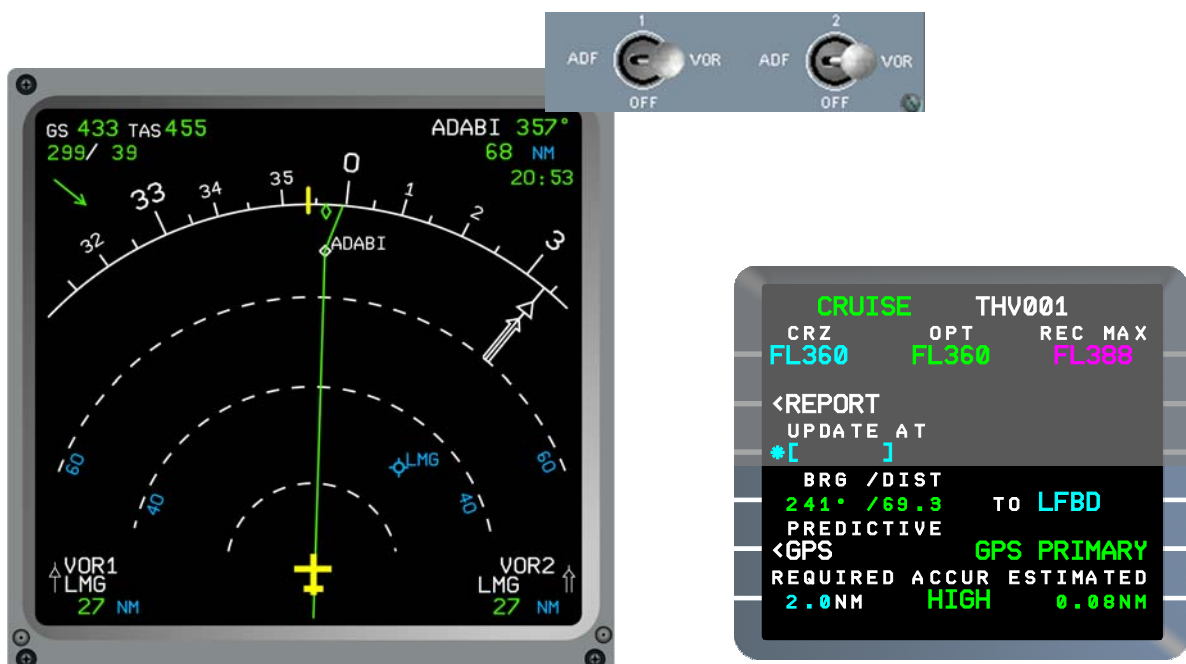 1 2
ADF VOR ADF VOR
OFF OFF
GS 433 TAS 455 ADABI 357°
299/ 39 68 NM
20:53
32 33 34 35 0 1 2 3
ADABI
LMG
60 40 40 60
VOR1 VOR2
LMG LMG
27 NM 27 NM
CRUISE THV001
CRZ OPT REC MAX
FL360 FL360 FL388
<REPORT
UPDATE AT
*[ ]
BRG /DIST
241° /69.3 TO LFBD
PREDICTIVE
<GPS GPS PRIMARY
REQUIRED ACCUR ESTIMATED
2.0NM HIGH 0.08NM